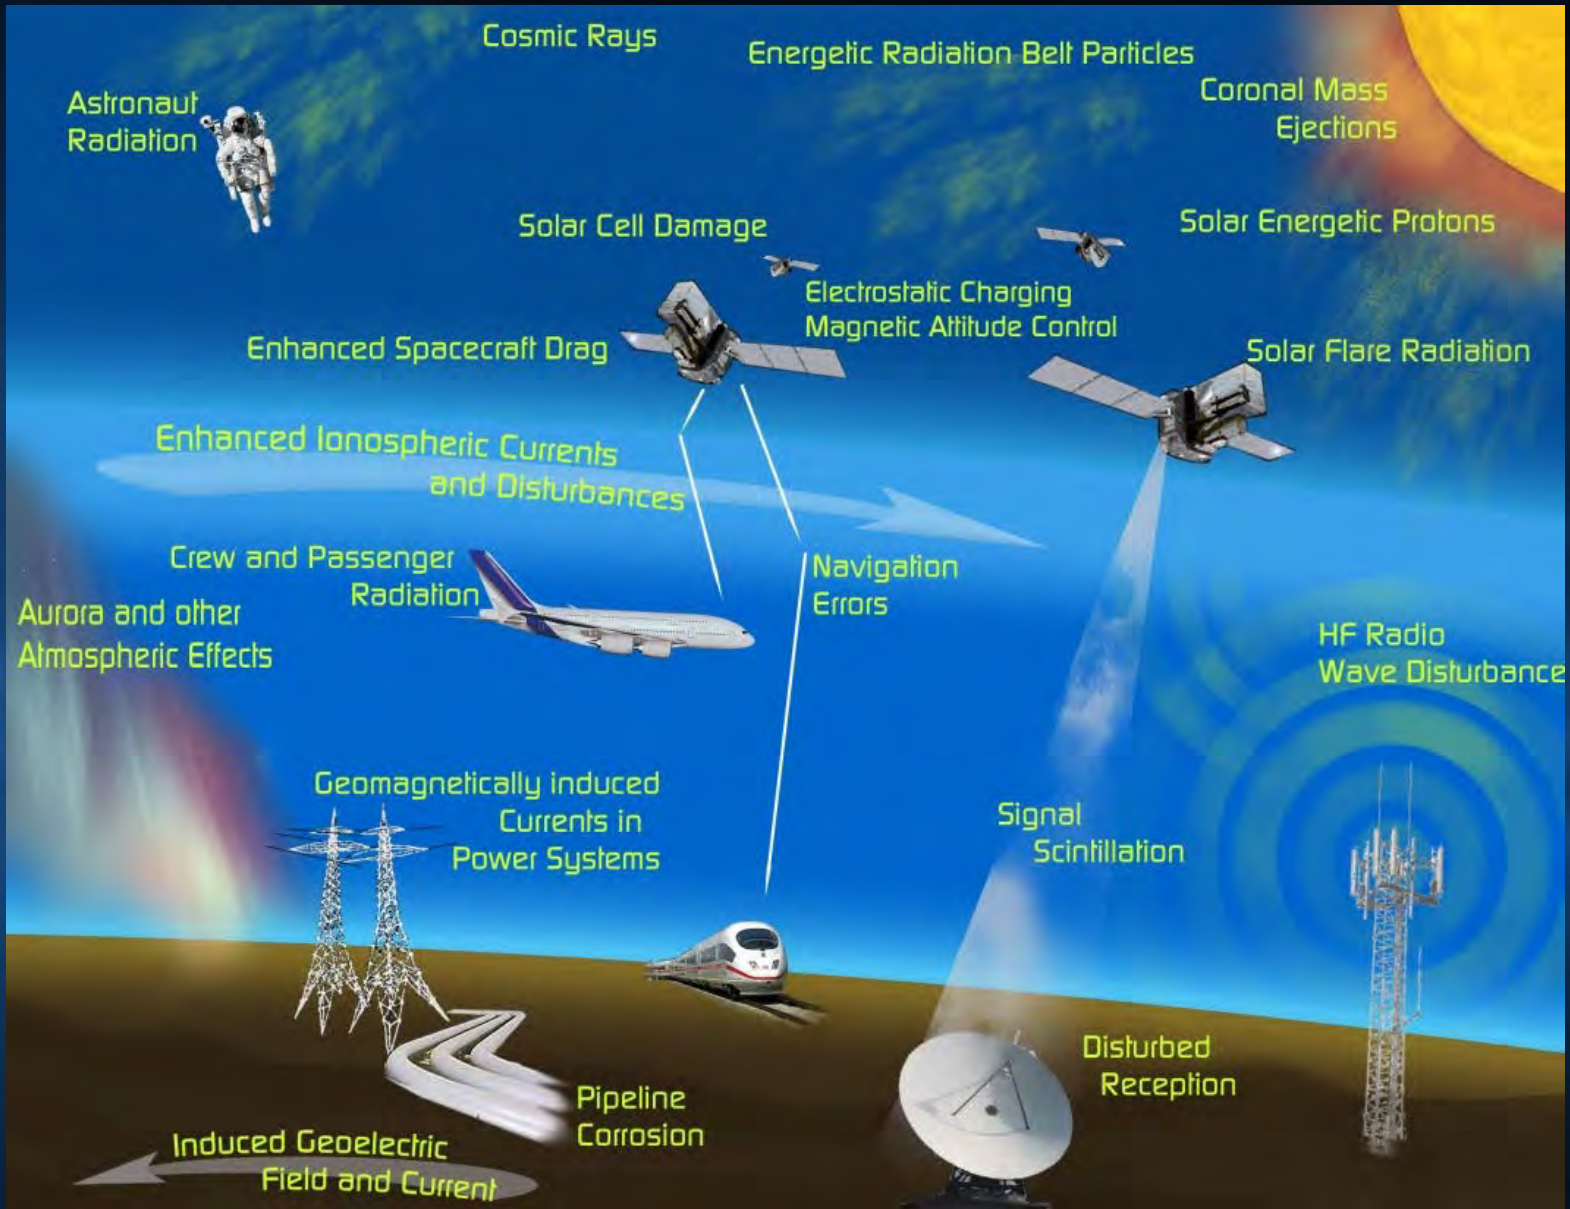 Cosmic Rays
Energetic Radiation Belt Particles
Coronal Mass
Ejections
Astronaut
Radiation
Solar Cell Damage
Solar Energetic Protons
Electrostatic Charging
Magnetic Attitude Control
Enhanced Spacecraft Drag
Solar Flare Radiation
Enhanced Ionospheric Currents
and Disturbances
Crew and Passenger
Radiation
Navigation
Errors
Aurora and other
Atmospheric Effects
HF Radio
Wave Disturbance
Geomagnetically induced
Currents in
Power Systems
Signal
Scintillation
Disturbed
Reception
Pipeline
Corrosion
Induced Geoelectric
Field and Current